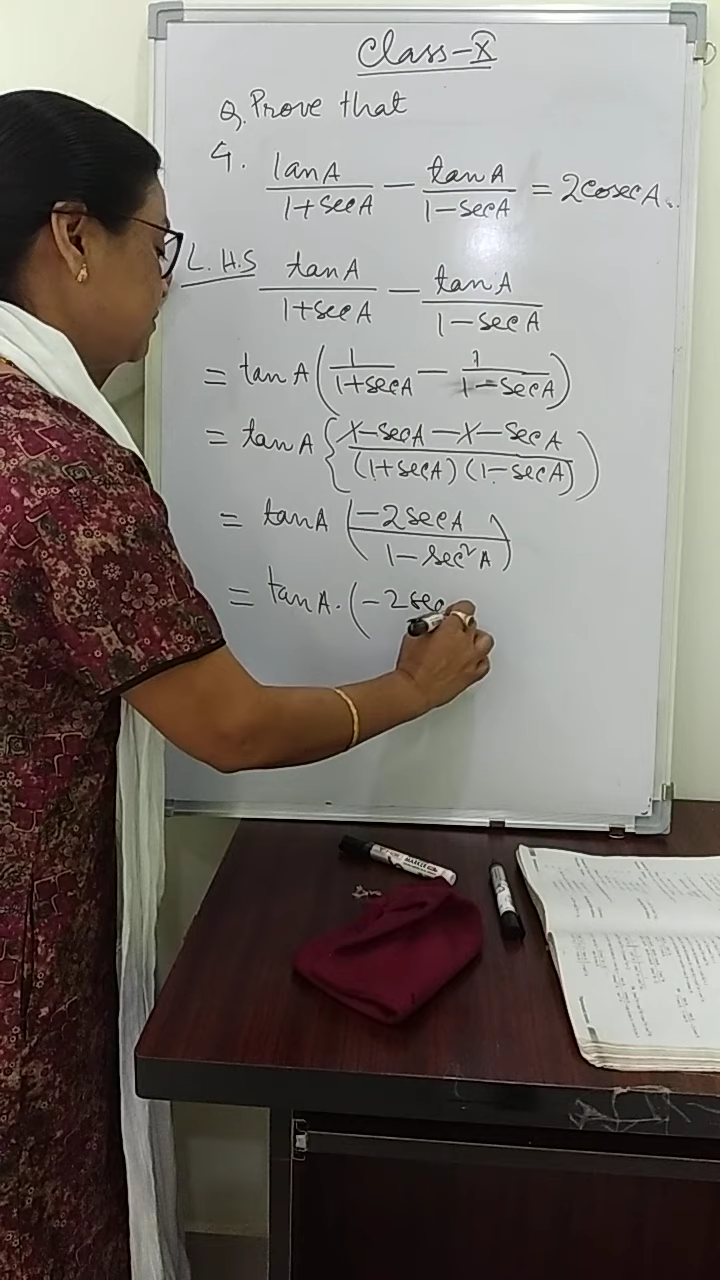 Class-X
Q. Prove that
4. tanA/1+secA - tanA/1-secA = 2cosecA.
L.H.S tanA/1+secA - tanA/1-secA
= tanA(1/1+secA - 1/1-secA)
= tanA{1-secA-1-secA/(1+secA)(1-secA)}
= tanA(-2secA/1-sec²A)
= tanA.(-2sec
MARKER